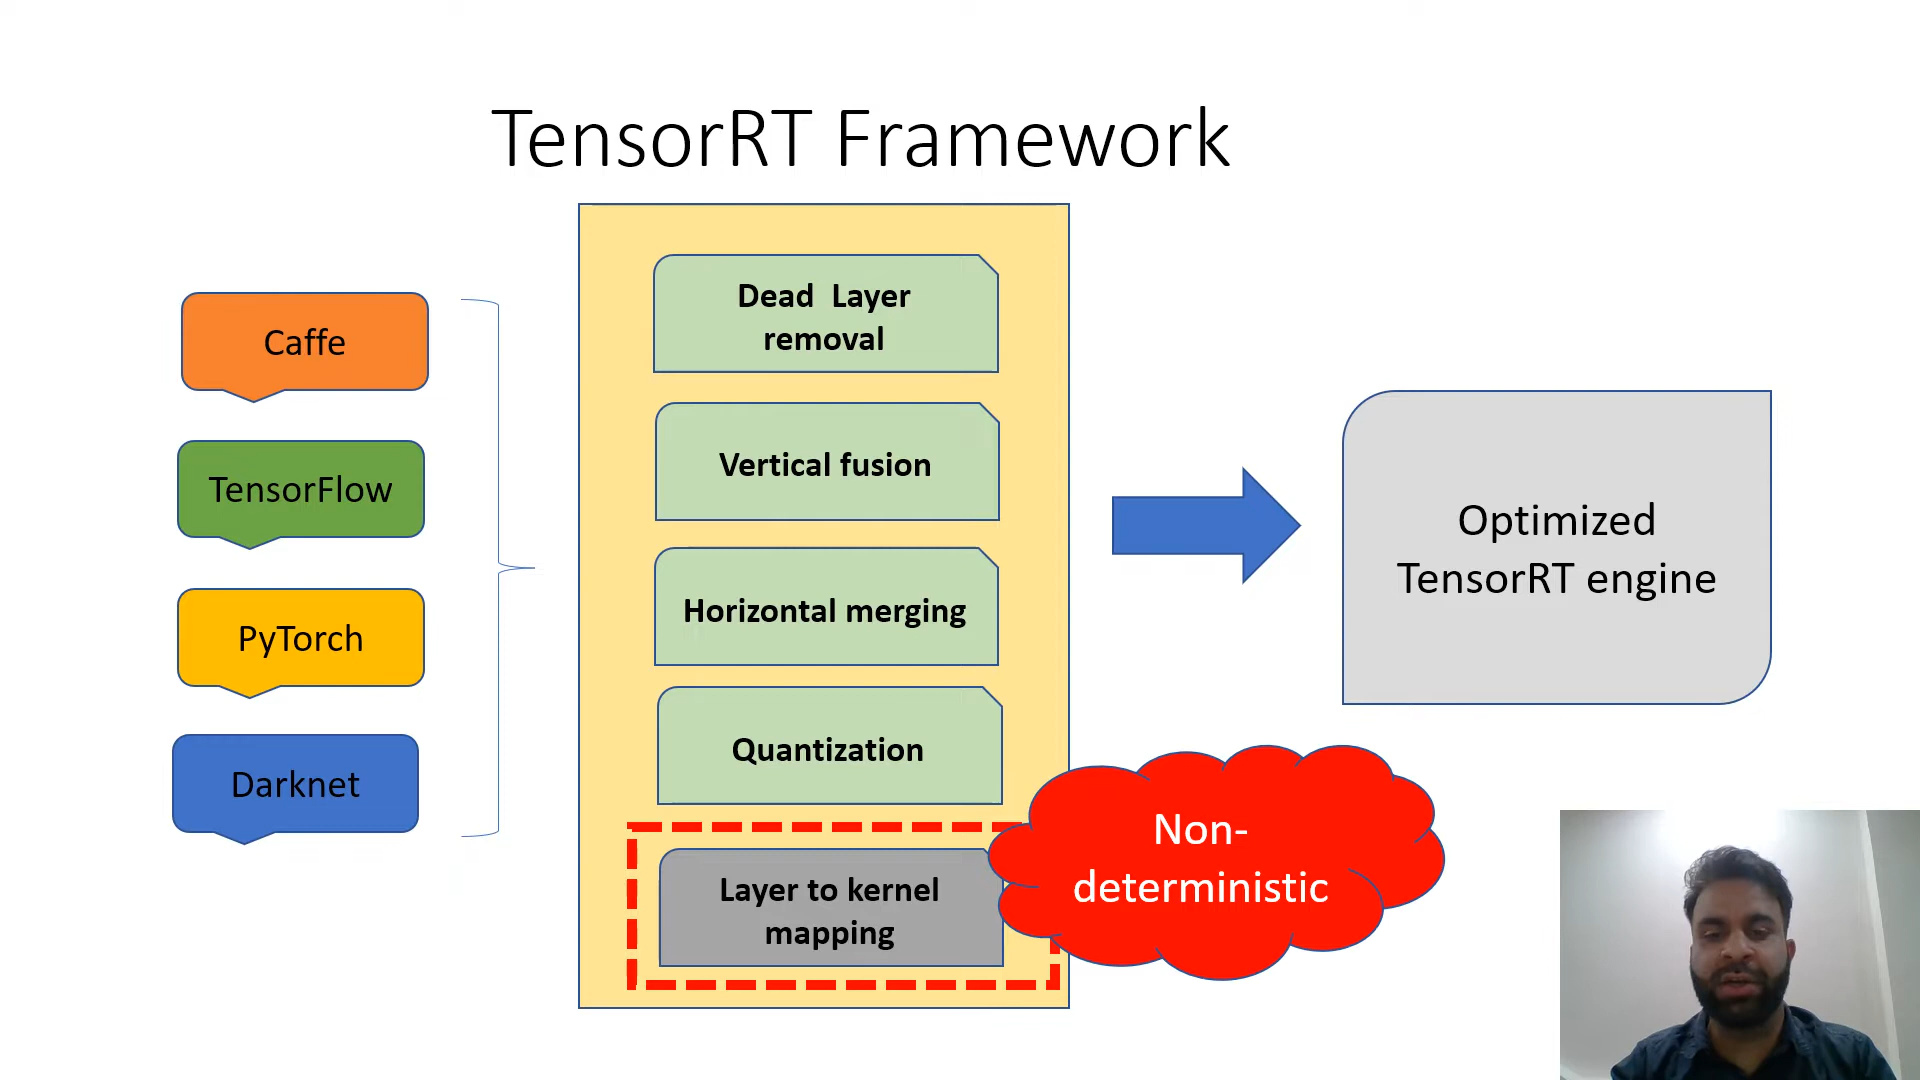 TensorRT Framework
Caffe
TensorFlow
PyTorch
Darknet
Dead Layer
removal
Vertical fusion
Horizontal merging
Quantization
Layer to kernel
mapping
Non-
deterministic
Optimized
TensorRT engine